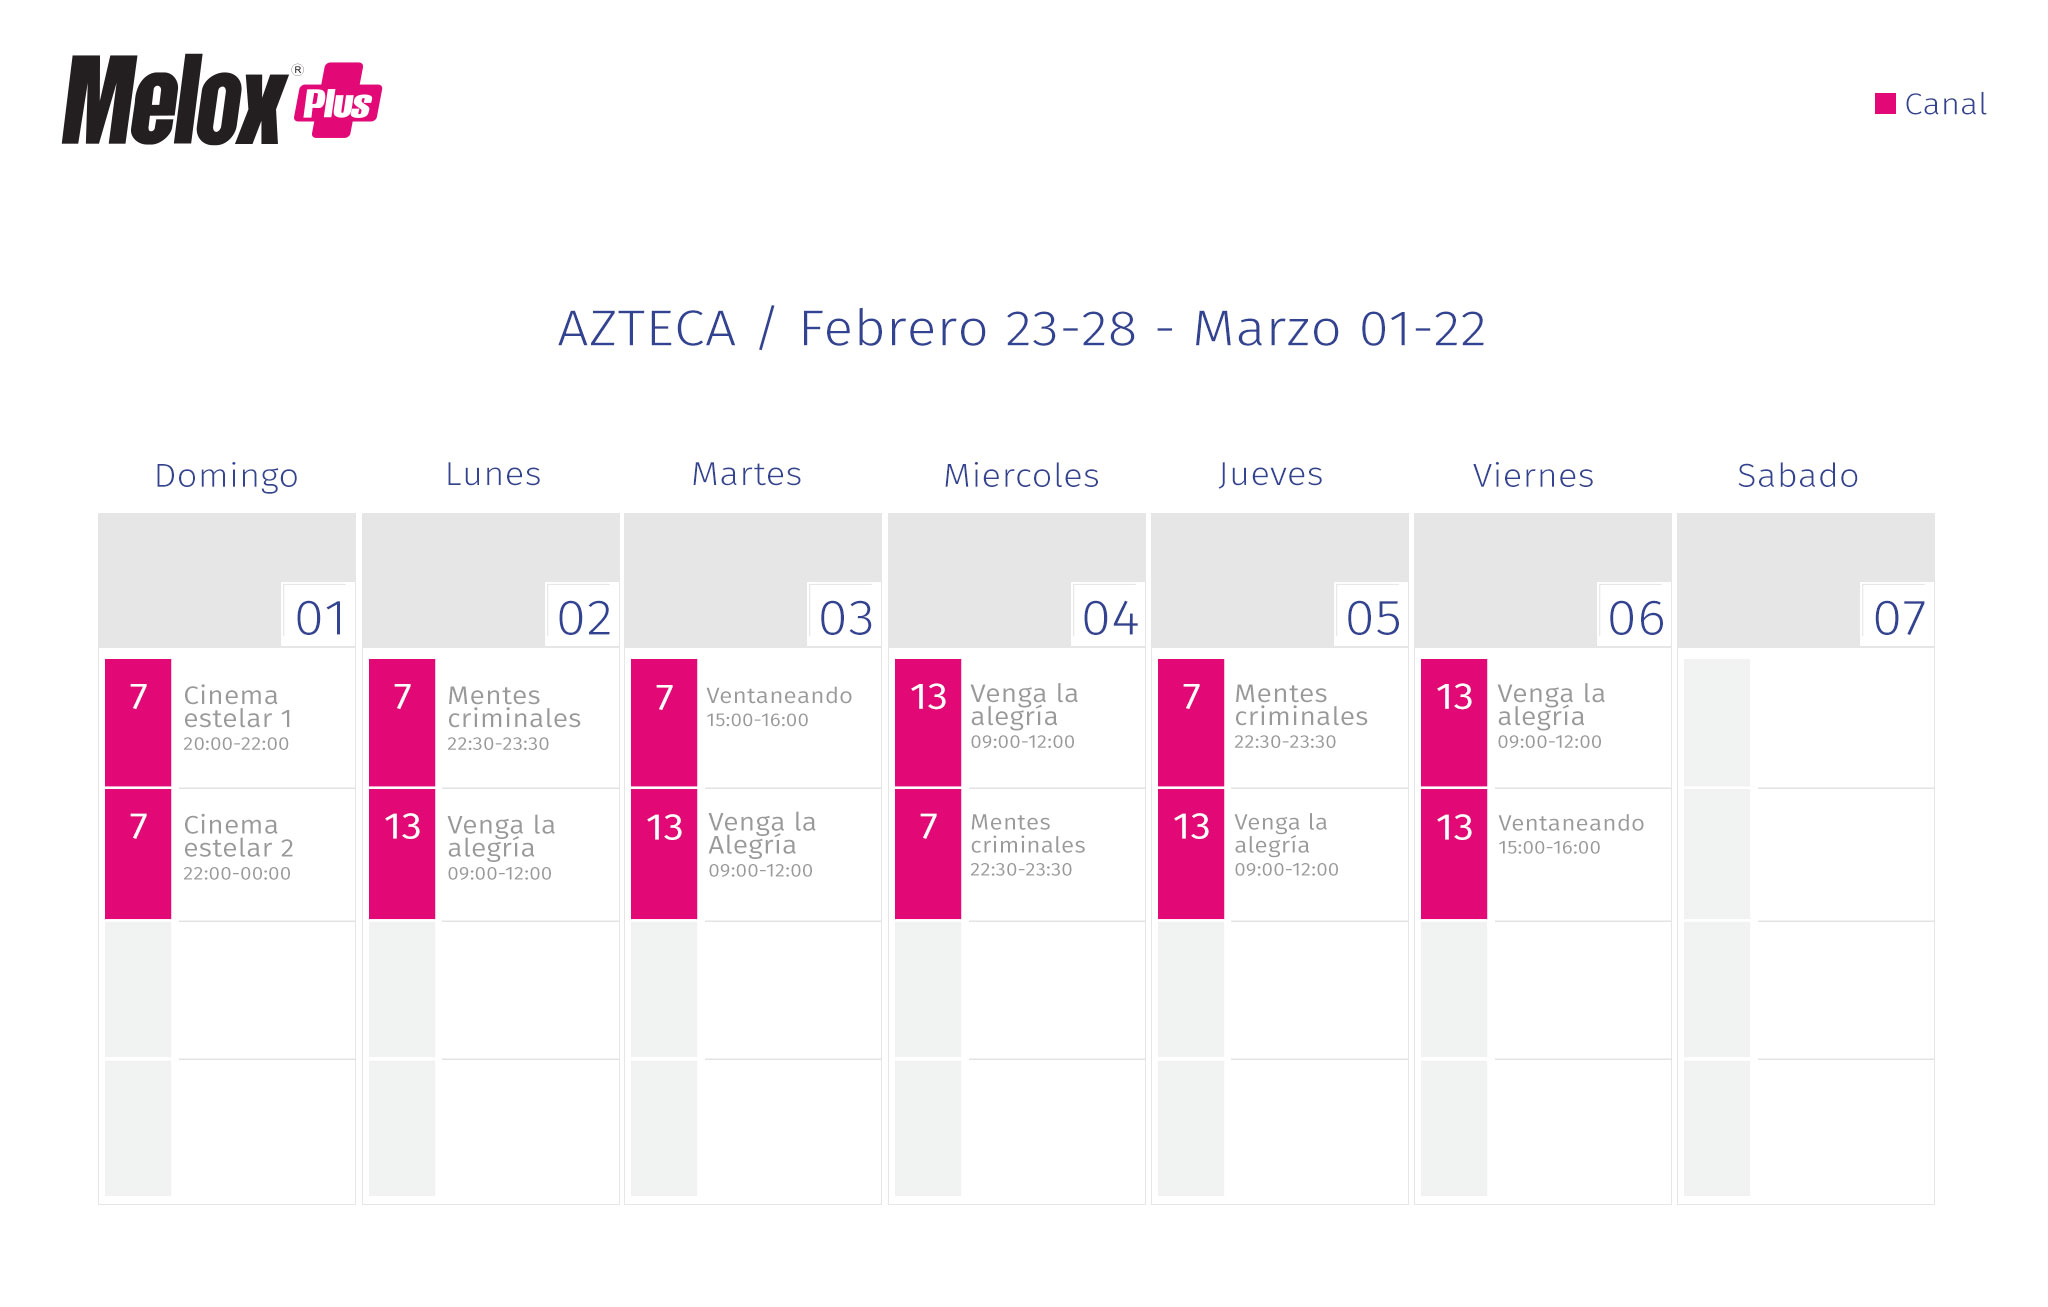 Melox® Plus
Canal
AZTECA / Febrero 23-28 - Marzo 01-22
Domingo Lunes Martes Miercoles Jueves Viernes Sabado
01 02 03 04 05 06 07
7
Cinema
estelar 1
20:00-22:00
7
Cinema
estelar 2
22:00-00:00
7
Mentes
criminales
22:30-23:30
13
Venga la
alegría
09:00-12:00
7
Ventaneando
15:00-16:00
13
Venga la
Alegría
09:00-12:00
13
Venga la
alegría
09:00-12:00
7
Mentes
criminales
22:30-23:30
7
Mentes
criminales
22:30-23:30
13
Venga la
alegría
09:00-12:00
13
Venga la
alegría
09:00-12:00
13
Ventaneando
15:00-16:00